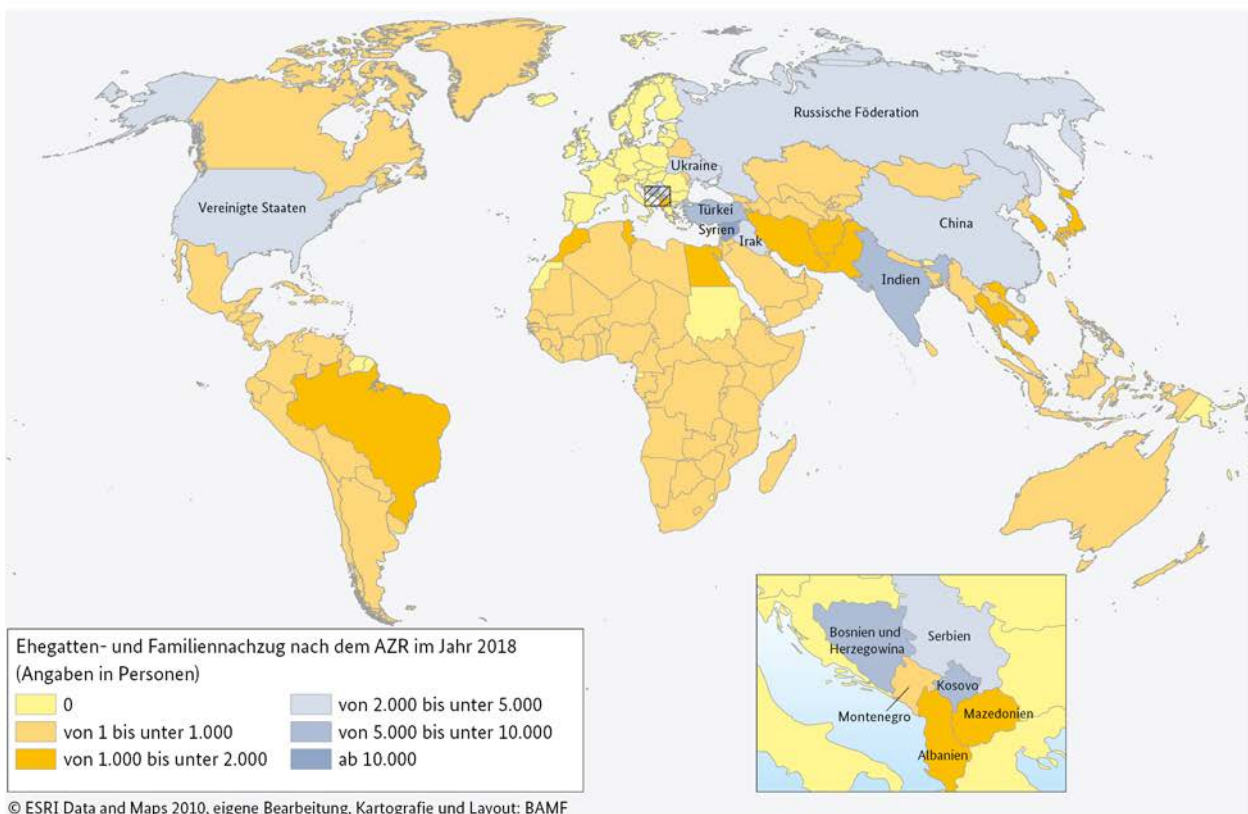 Russische Föderation
Ukraine
Vereinigte Staaten
Türkei
China
Syrien
Irak
Indien
Ehegatten- und Familiennachzug nach dem AZR im Jahr 2018
(Angaben in Personen)
0
von 2.000 bis unter 5.000
von 1 bis unter 1.000
von 5.000 bis unter 10.000
von 1.000 bis unter 2.000
ab 10.000
Bosnien und
Herzegowina
Serbien
Kosovo
Montenegro
Mazedonien
Albanien
© ESRI Data and Maps 2010, eigene Bearbeitung, Kartografie und Layout: BAMF